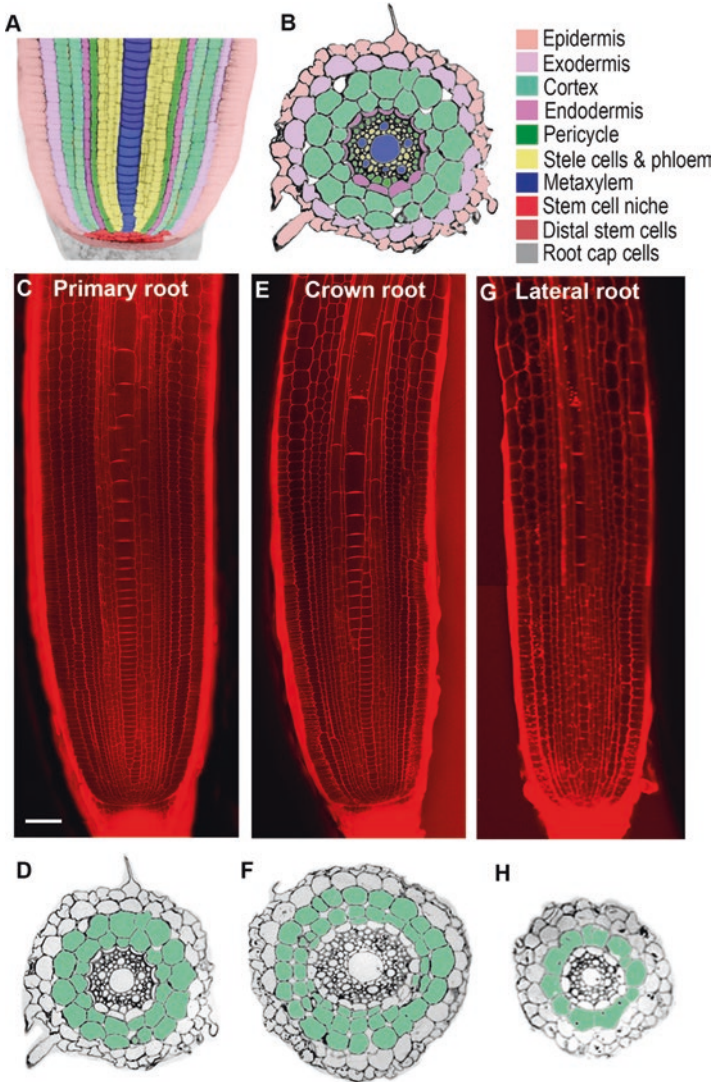 A
B
Epidermis
Exodermis
Cortex
Endodermis
Pericycle
Stele cells & phloem
Metaxylem
Stem cell niche
Distal stem cells
Root cap cells
C Primary root
E Crown root
G Lateral root
D
F
H